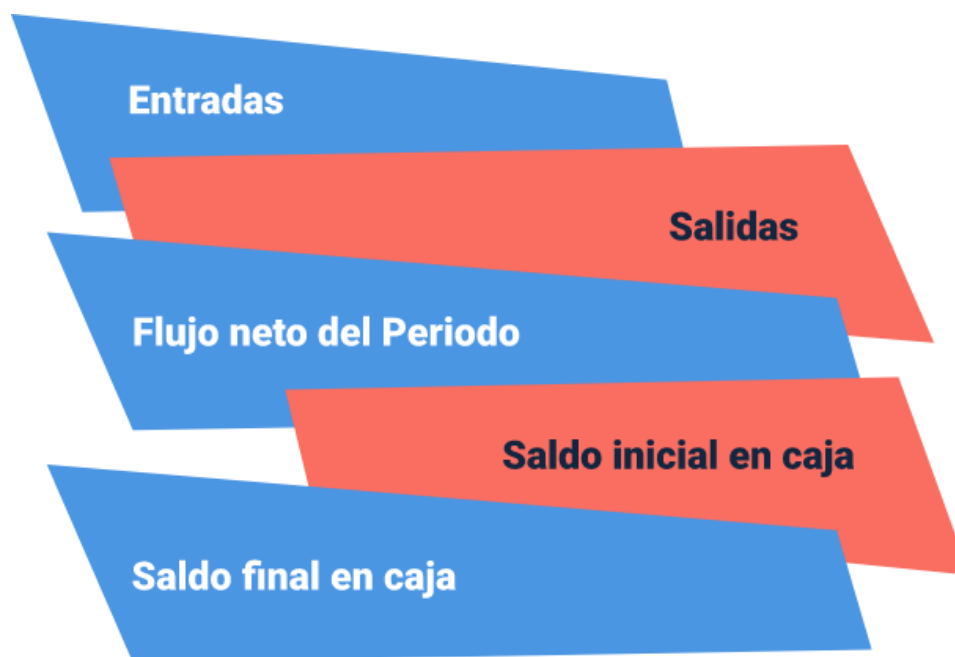 Entradas
Salidas
Flujo neto del Periodo
Saldo inicial en caja
Saldo final en caja